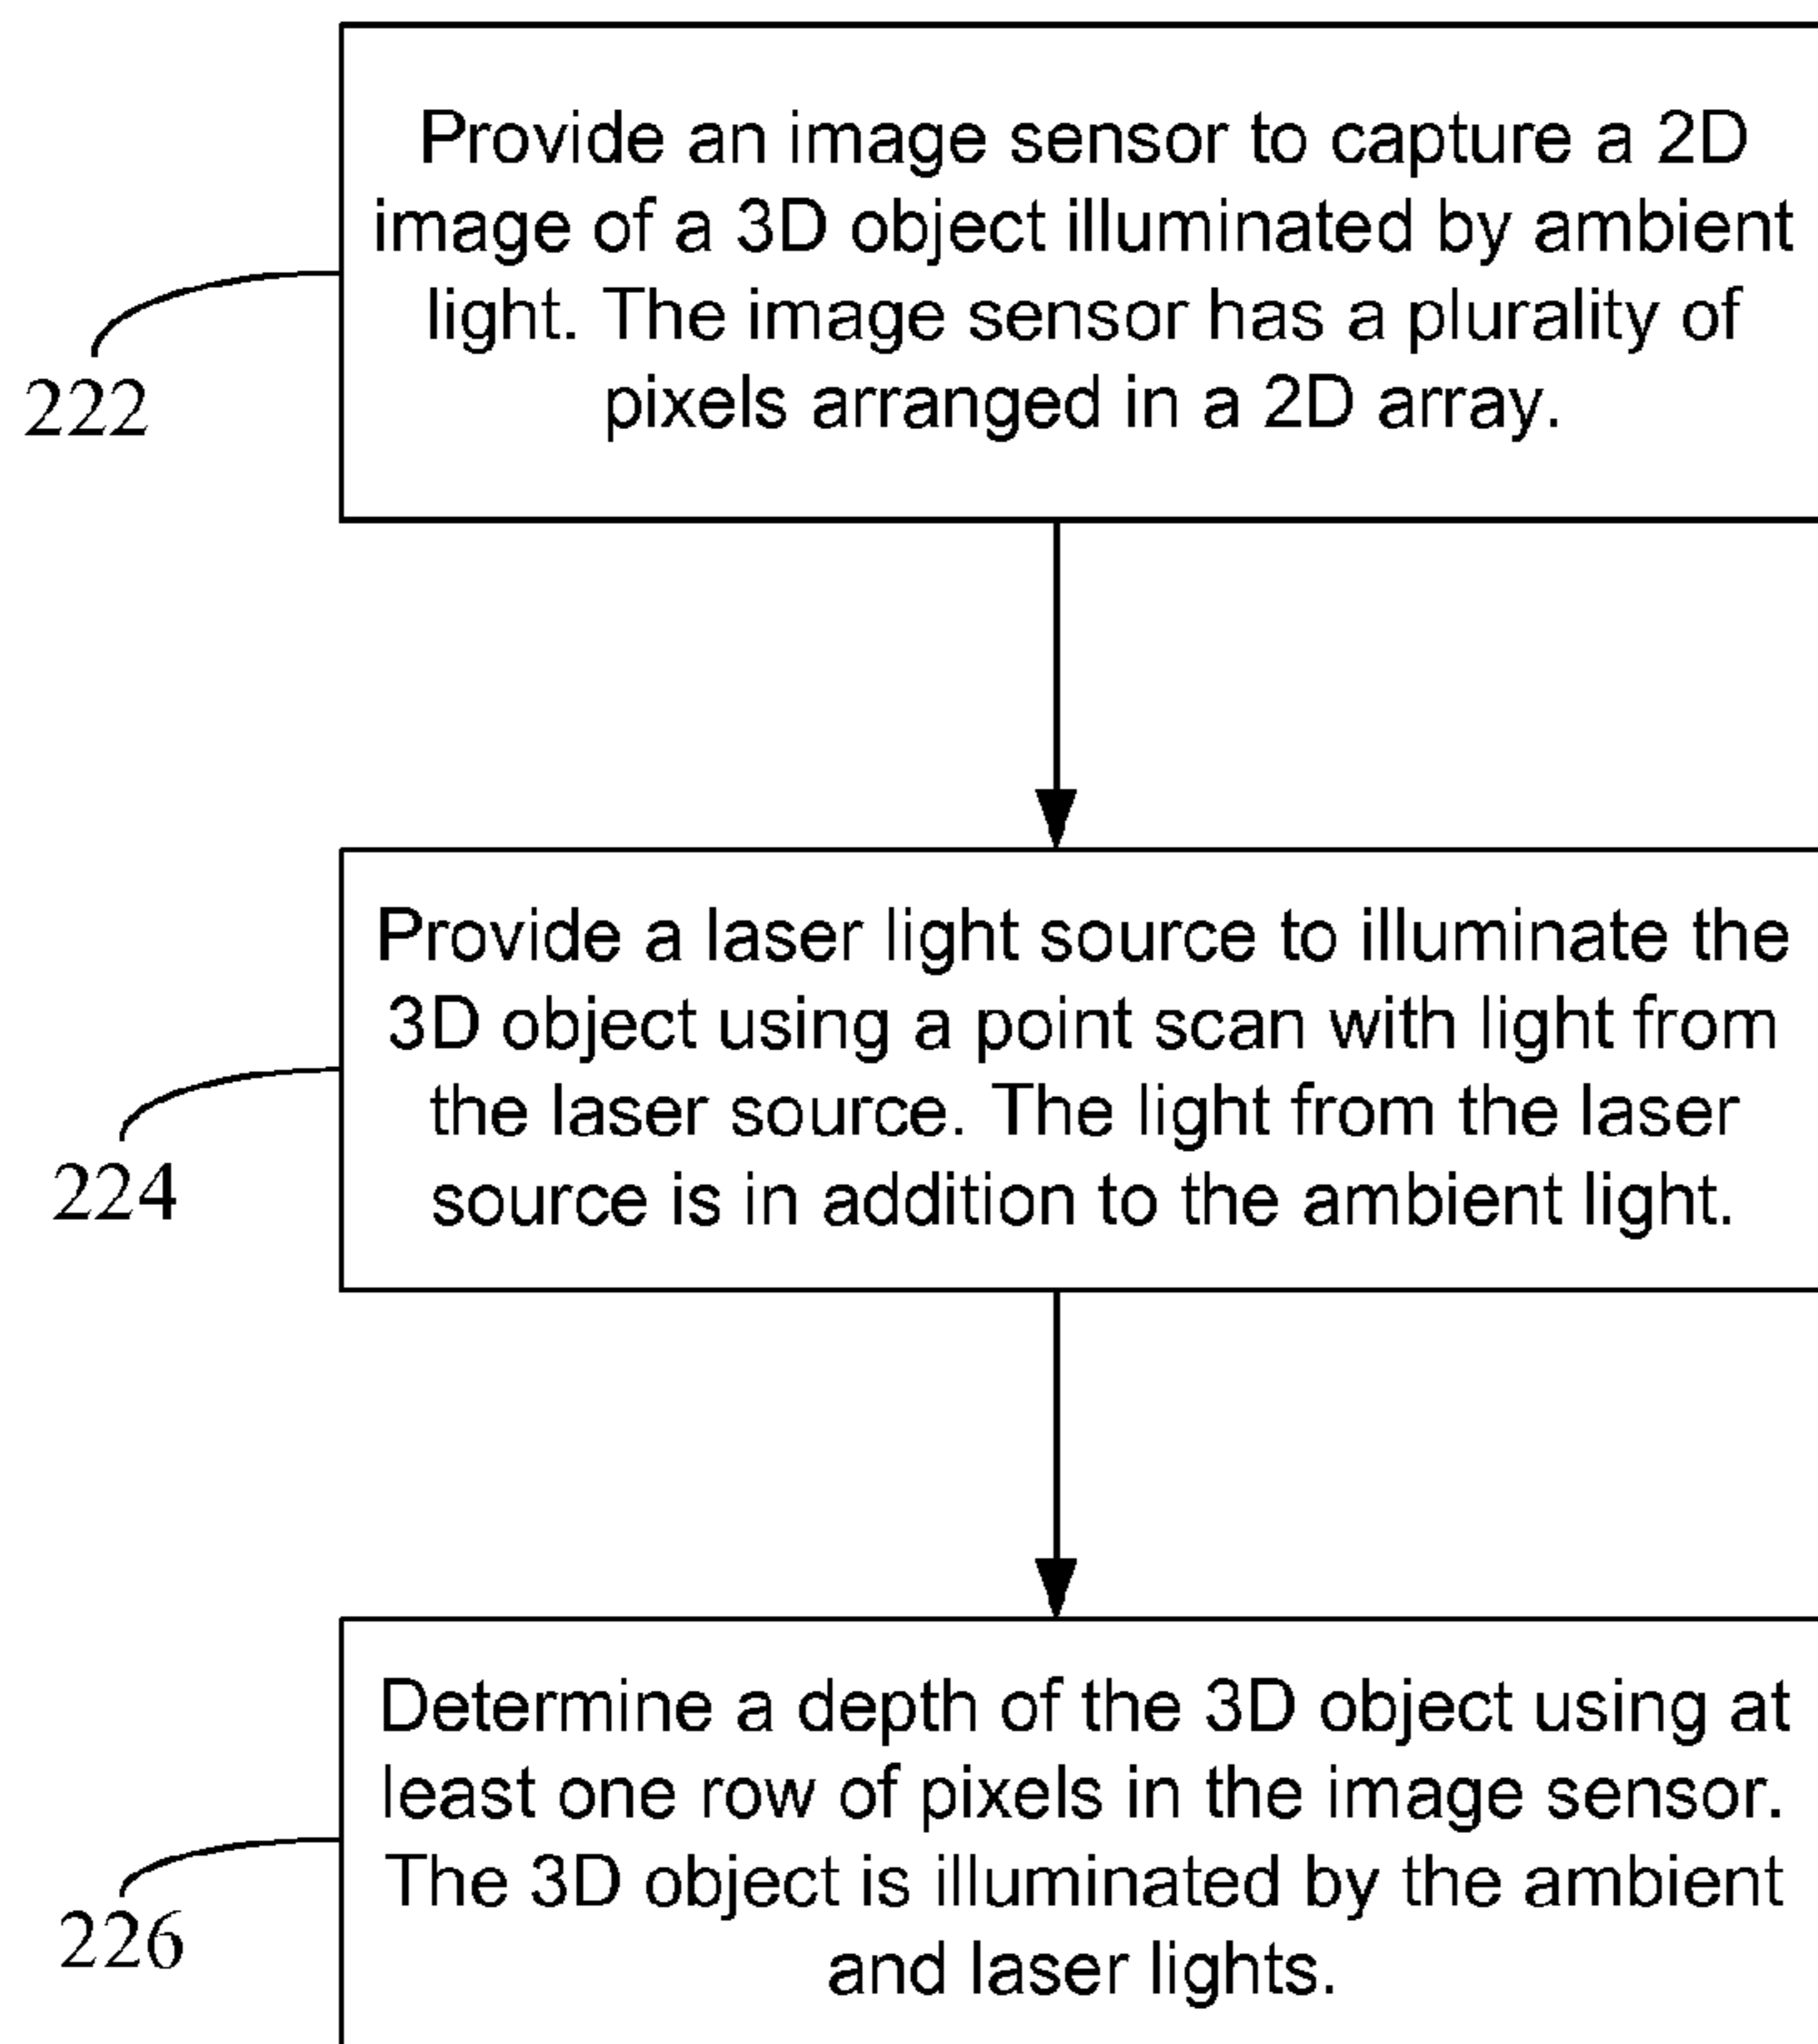 Provide an image sensor to capture a 2D
image of a 3D object illuminated by ambient
light. The image sensor has a plurality of
pixels arranged in a 2D array.
222
Provide a laser light source to illuminate the
3D object using a point scan with light from
the laser source. The light from the laser
source is in addition to the ambient light.
224
Determine a depth of the 3D object using at
least one row of pixels in the image sensor.
The 3D object is illuminated by the ambient
and laser lights.
226